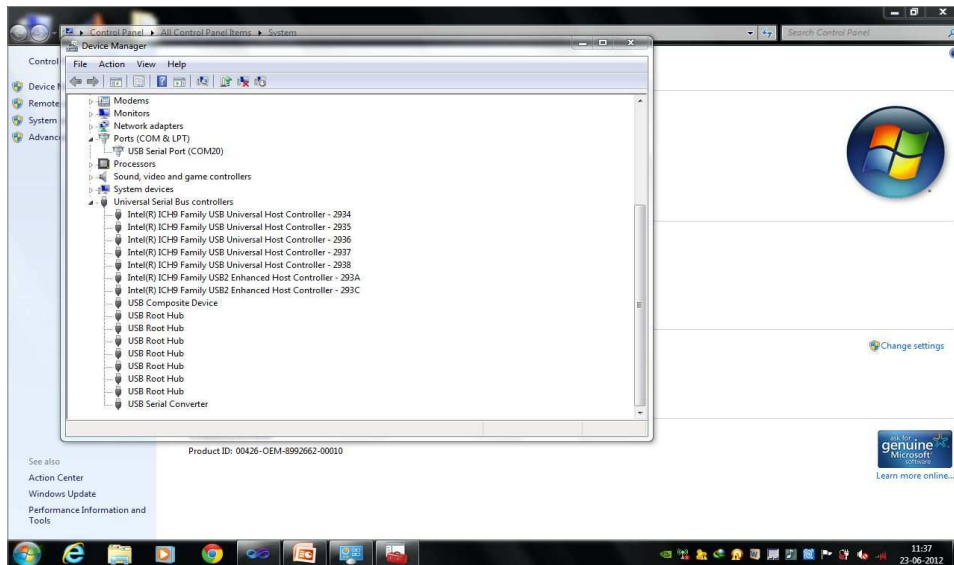 Control Panel ▸ All Control Panel Items ▸ System
Search Control Panel
Device Manager
File Action View Help
Control
Device M
Remote
System
Advanc
Modems
Monitors
Network adapters
Ports (COM & LPT)
USB Serial Port (COM20)
Processors
Sound, video and game controllers
System devices
Universal Serial Bus controllers
Intel(R) ICH9 Family USB Universal Host Controller - 2934
Intel(R) ICH9 Family USB Universal Host Controller - 2935
Intel(R) ICH9 Family USB Universal Host Controller - 2936
Intel(R) ICH9 Family USB Universal Host Controller - 2937
Intel(R) ICH9 Family USB Universal Host Controller - 2938
Intel(R) ICH9 Family USB2 Enhanced Host Controller - 293A
Intel(R) ICH9 Family USB2 Enhanced Host Controller - 293C
USB Composite Device
USB Root Hub
USB Root Hub
USB Root Hub
USB Root Hub
USB Root Hub
USB Root Hub
USB Root Hub
USB Serial Converter
Change settings
Product ID: 00426-OEM-8992662-00010
ask for
genuine
Microsoft
software
Learn more online...
See also
Action Center
Windows Update
Performance Information and
Tools
11:37
23-06-2012